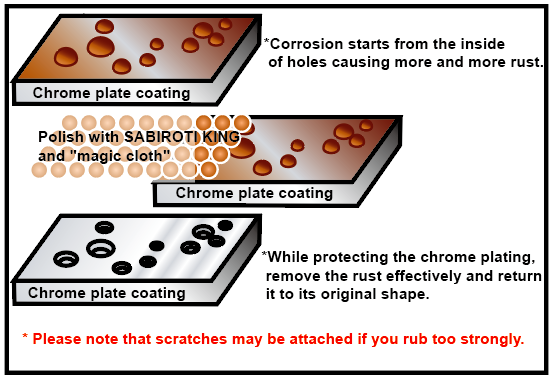 *Corrosion starts from the inside
of holes causing more and more rust.
Chrome plate coating
Polish with SABIROTI KING
and "magic cloth"
Chrome plate coating
*While protecting the chrome plating,
remove the rust effectively and return
it to its original shape.
Chrome plate coating
* Please note that scratches may be attached if you rub too strongly.